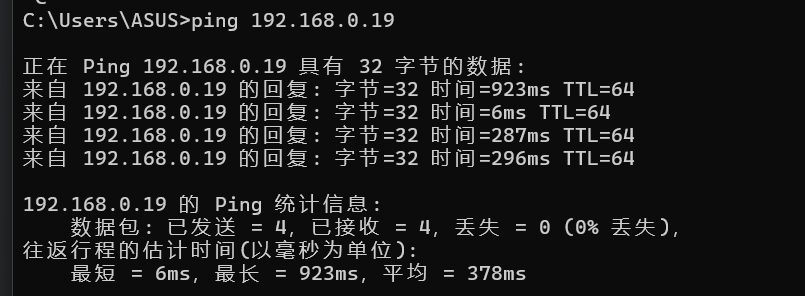 C:\Users\ASUS>ping 192.168.0.19
正在 Ping 192.168.0.19 具有 32 字节的数据:
来自 192.168.0.19 的回复: 字节=32 时间=923ms TTL=64
来自 192.168.0.19 的回复: 字节=32 时间=6ms TTL=64
来自 192.168.0.19 的回复: 字节=32 时间=287ms TTL=64
来自 192.168.0.19 的回复: 字节=32 时间=296ms TTL=64
192.168.0.19 的 Ping 统计信息:
数据包: 已发送 = 4, 已接收 = 4, 丢失 = 0 (0% 丢失),
往返行程的估计时间(以毫秒为单位):
最短 = 6ms, 最长 = 923ms, 平均 = 378ms